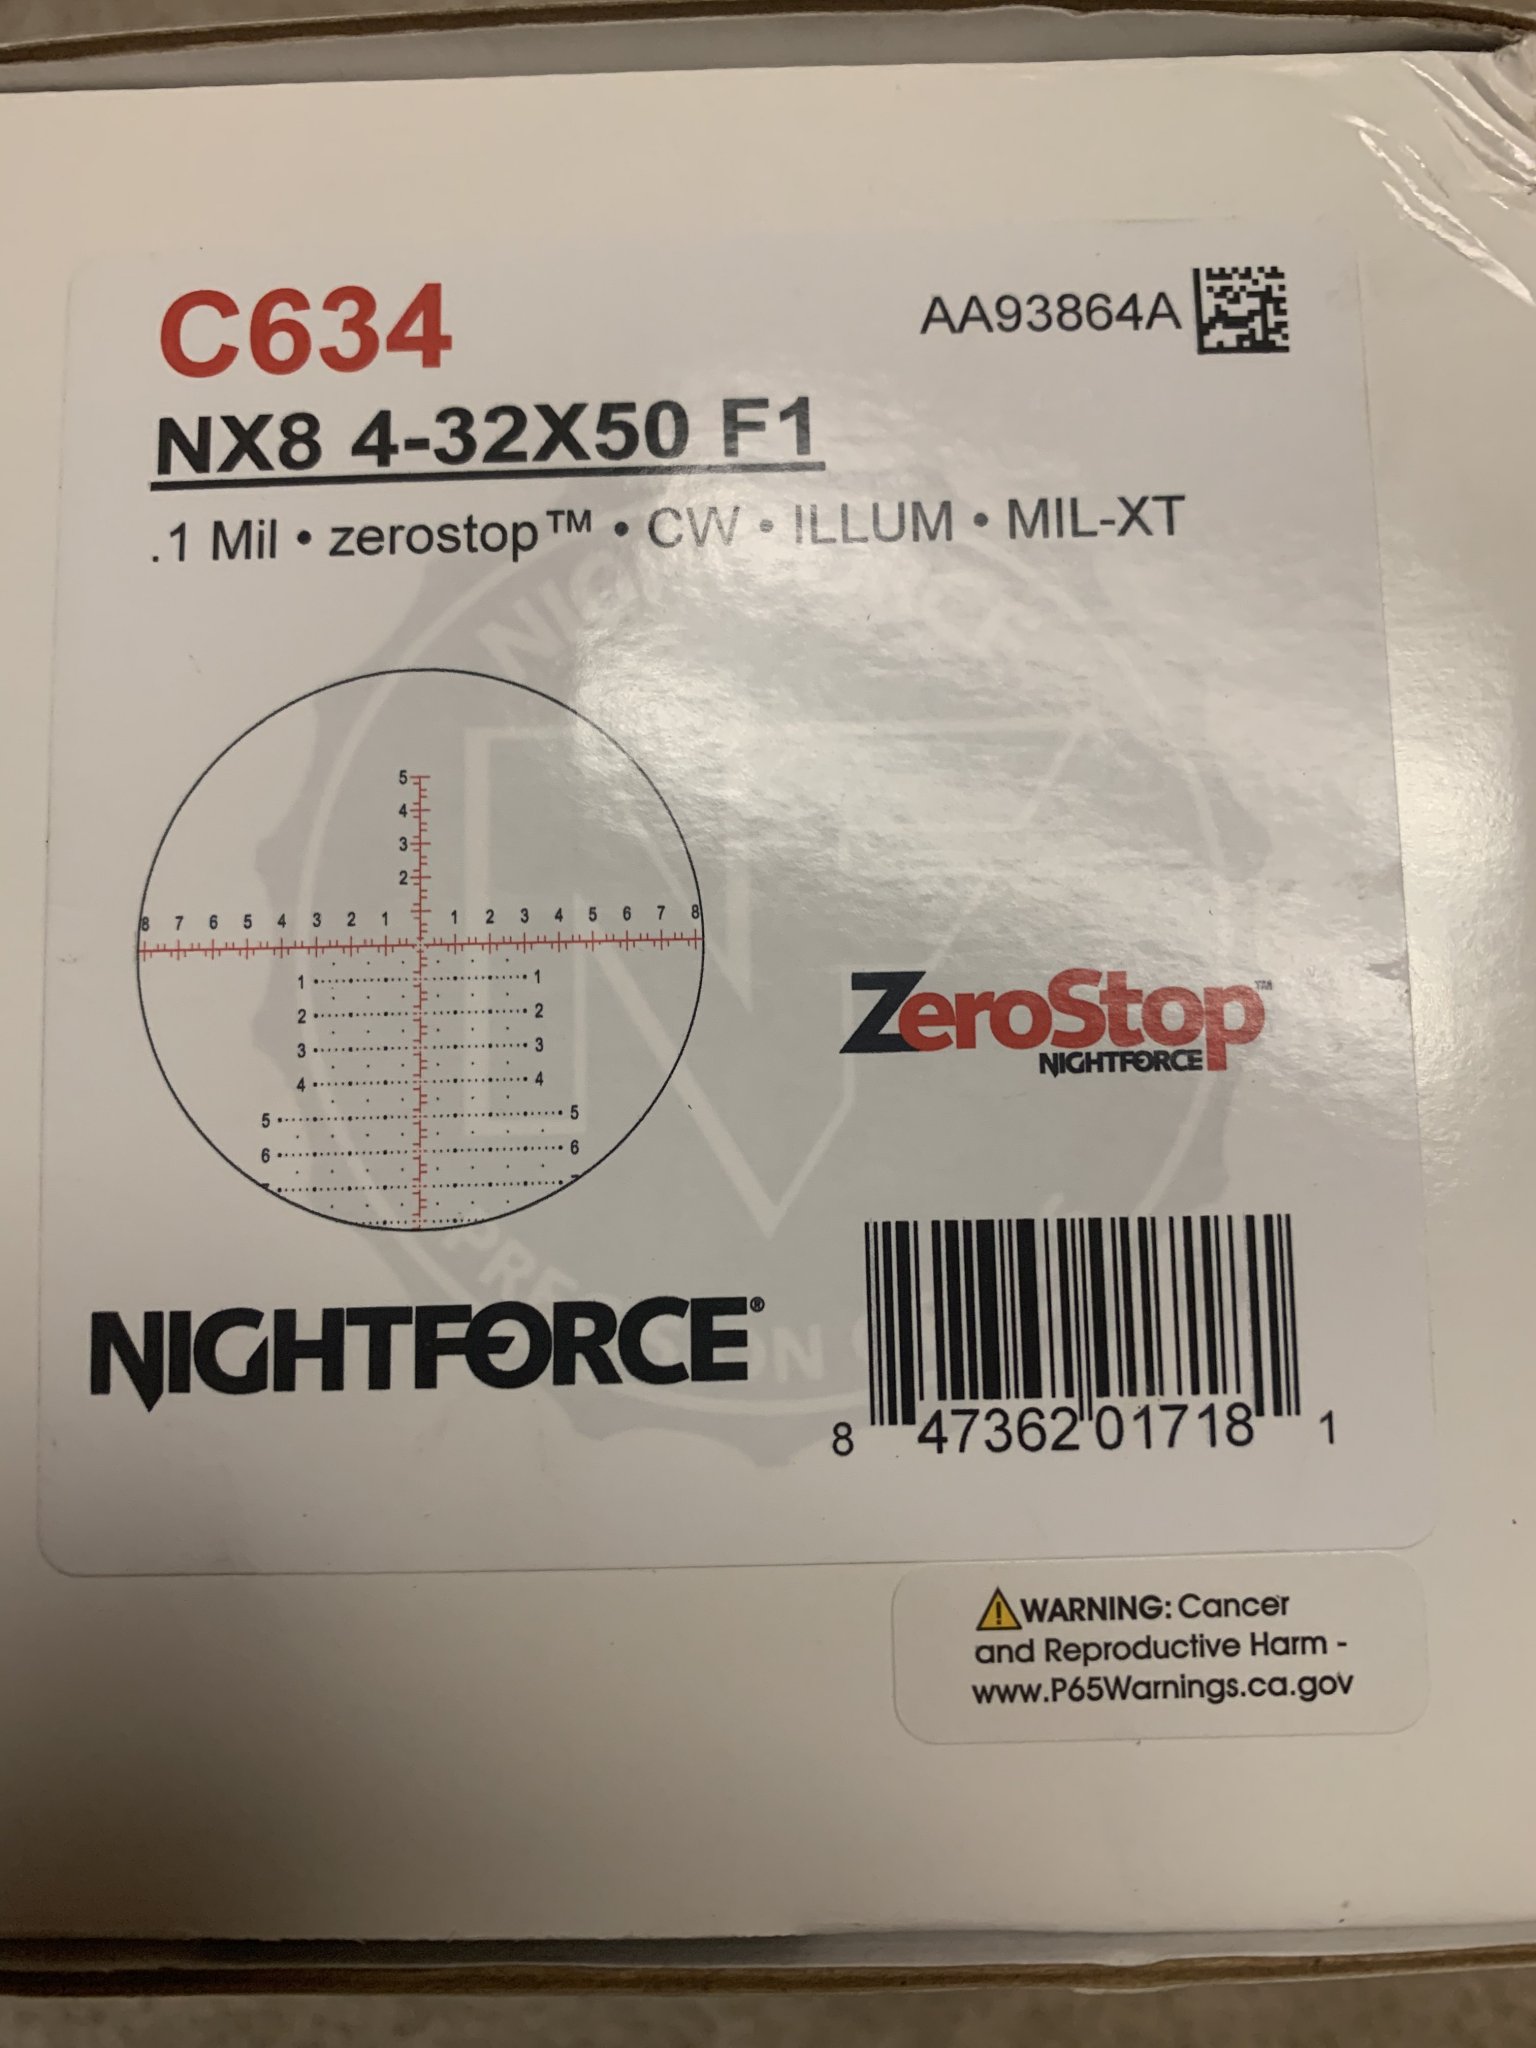 C634
AA93864A
NX8 4-32X50 F1
.1 Mil • zerostop™ • CW • ILLUM • MIL-XT
5
4
3
2
8 7 6 5 4 3 2 1 1 2 3 4 5 6 7 8
1 1
2 2
3 3
4 4
5 5
6 6
ZeroStop™
NIGHTFORCE
NIGHTFORCE®
8 47362 01718 1
⚠WARNING: Cancer
and Reproductive Harm -
www.P65Warnings.ca.gov